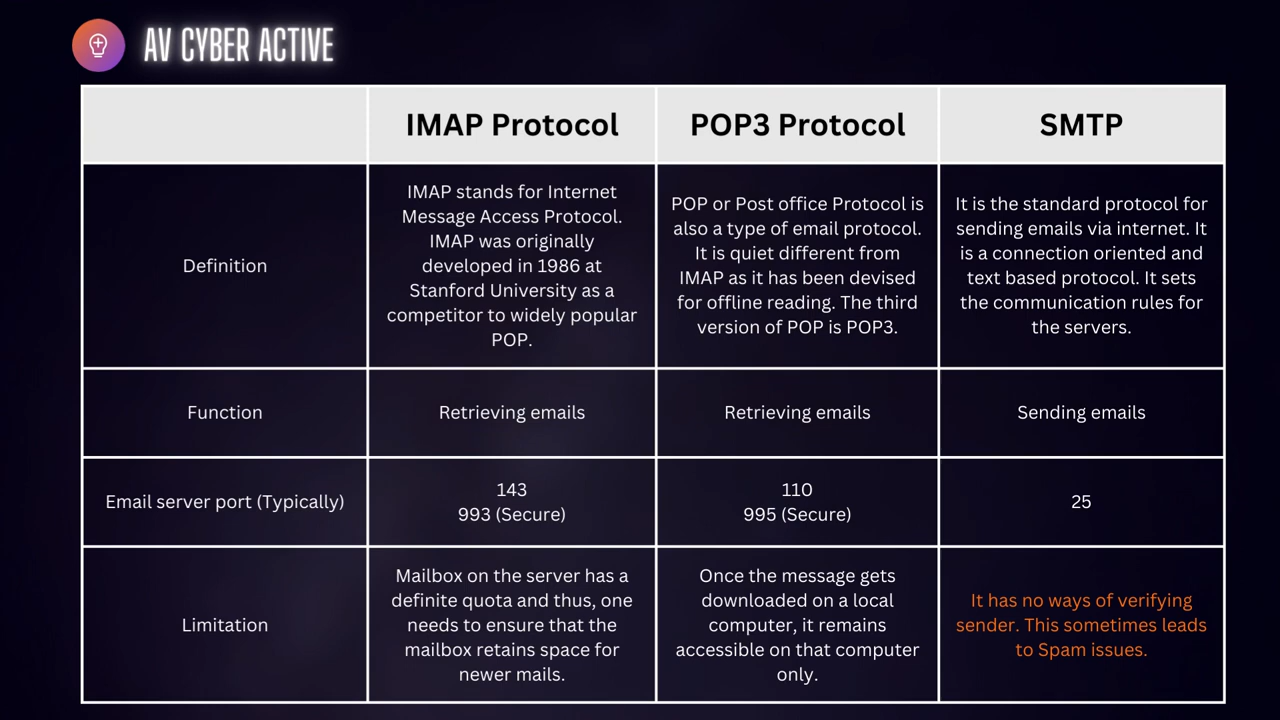 AV CYBER ACTIVE
IMAP Protocol
POP3 Protocol
SMTP
Definition
IMAP stands for Internet
Message Access Protocol.
IMAP was originally
developed in 1986 at
Stanford University as a
competitor to widely popular
POP.
POP or Post office Protocol is
also a type of email protocol.
It is quiet different from
IMAP as it has been devised
for offline reading. The third
version of POP is POP3.
It is the standard protocol for
sending emails via internet. It
is a connection oriented and
text based protocol. It sets
the communication rules for
the servers.
Function
Retrieving emails
Retrieving emails
Sending emails
Email server port (Typically)
143
993 (Secure)
110
995 (Secure)
25
Limitation
Mailbox on the server has a
definite quota and thus, one
needs to ensure that the
mailbox retains space for
newer mails.
Once the message gets
downloaded on a local
computer, it remains
accessible on that computer
only.
It has no ways of verifying
sender. This sometimes leads
to Spam issues.